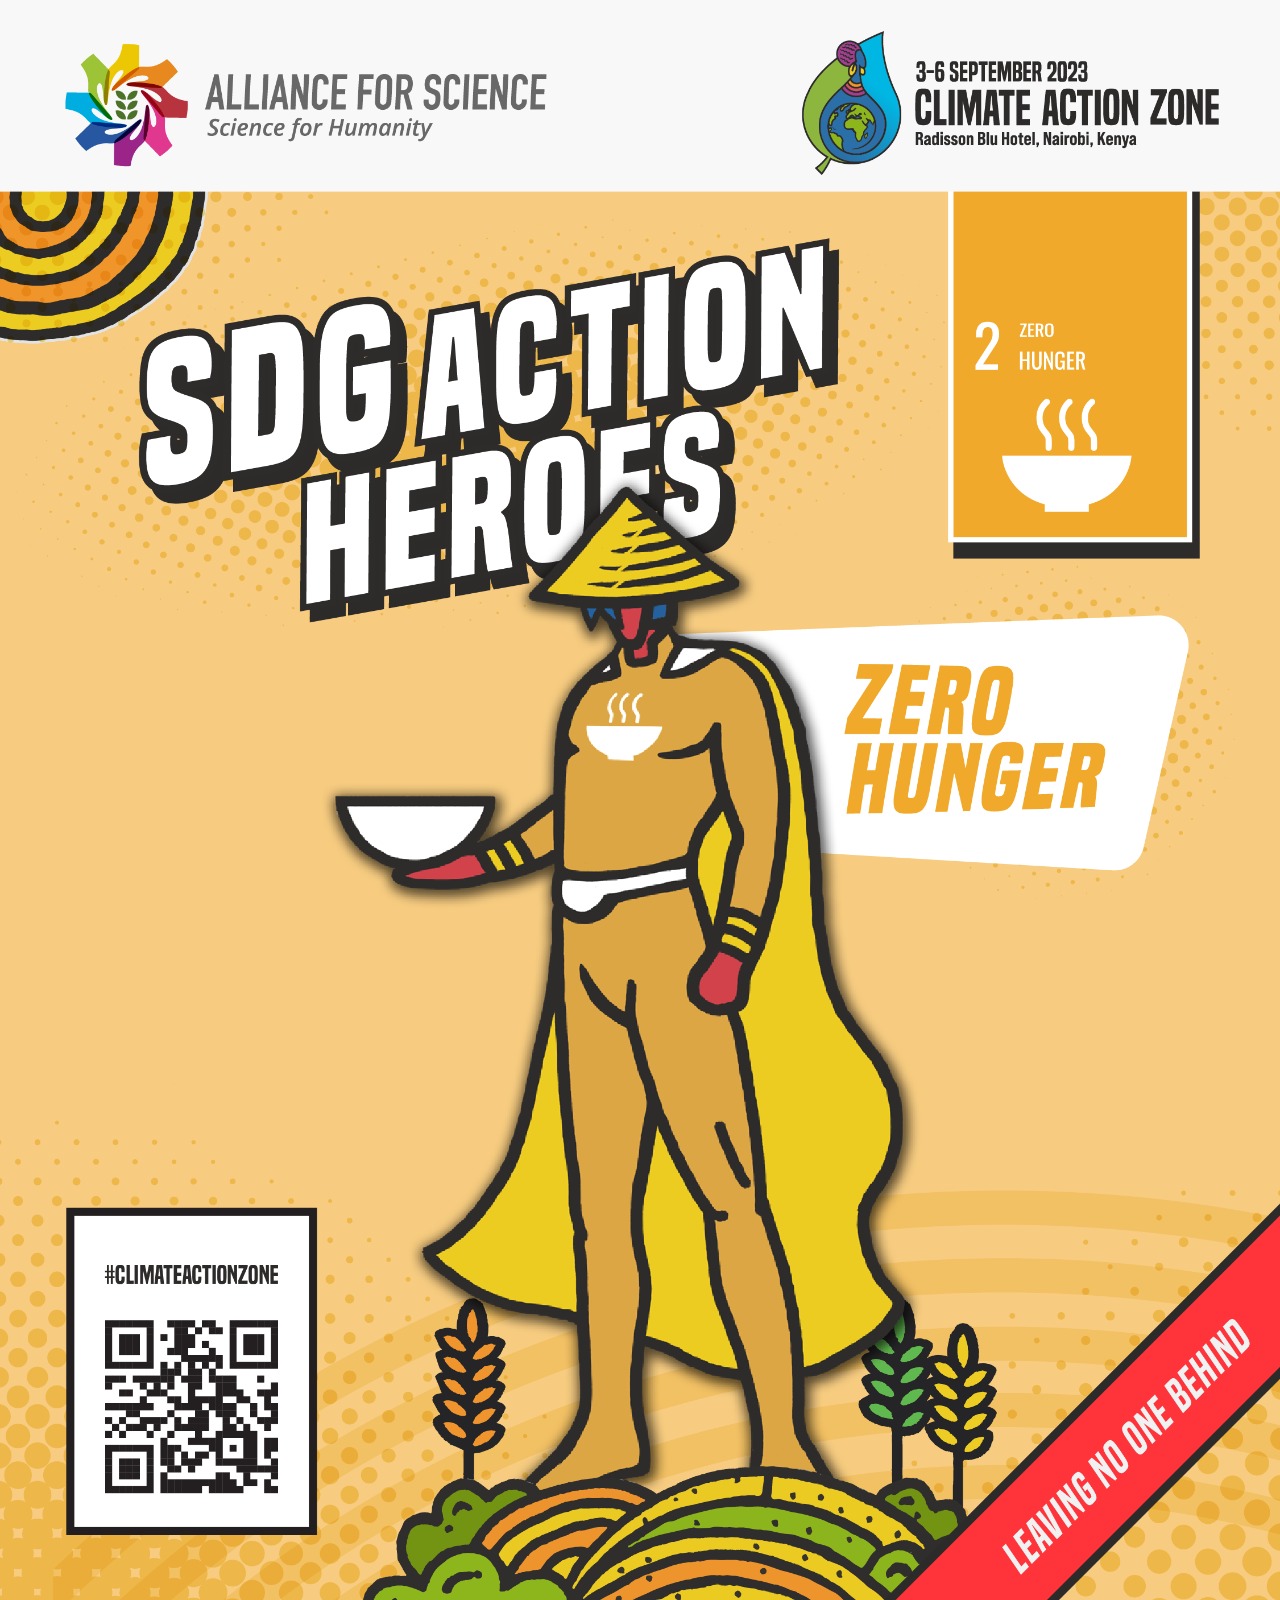 ALLIANCE FOR SCIENCE
Science for Humanity
3-6 SEPTEMBER 2023
CLIMATE ACTION ZONE
Radisson Blu Hotel, Nairobi, Kenya
SDG ACTION
HEROES
2
ZERO
HUNGER
ZERO
HUNGER
#CLIMATEACTIONZONE
LEAVING NO ONE BEHIND